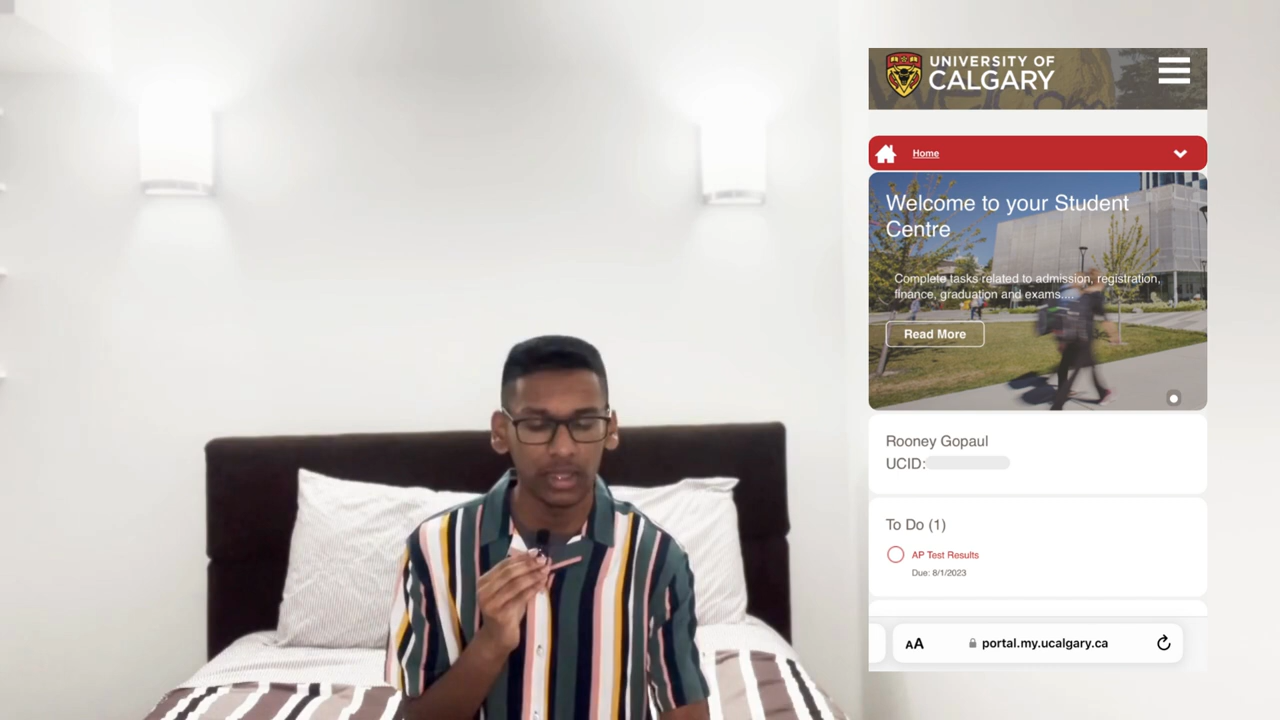 UNIVERSITY OF
CALGARY
Home
Welcome to your Student
Centre
Complete tasks related to admission, registration,
finance, graduation and exams....
Read More
Rooney Gopaul
UCID:
To Do (1)
AP Test Results
Due: 8/1/2023
AA
portal.my.ucalgary.ca